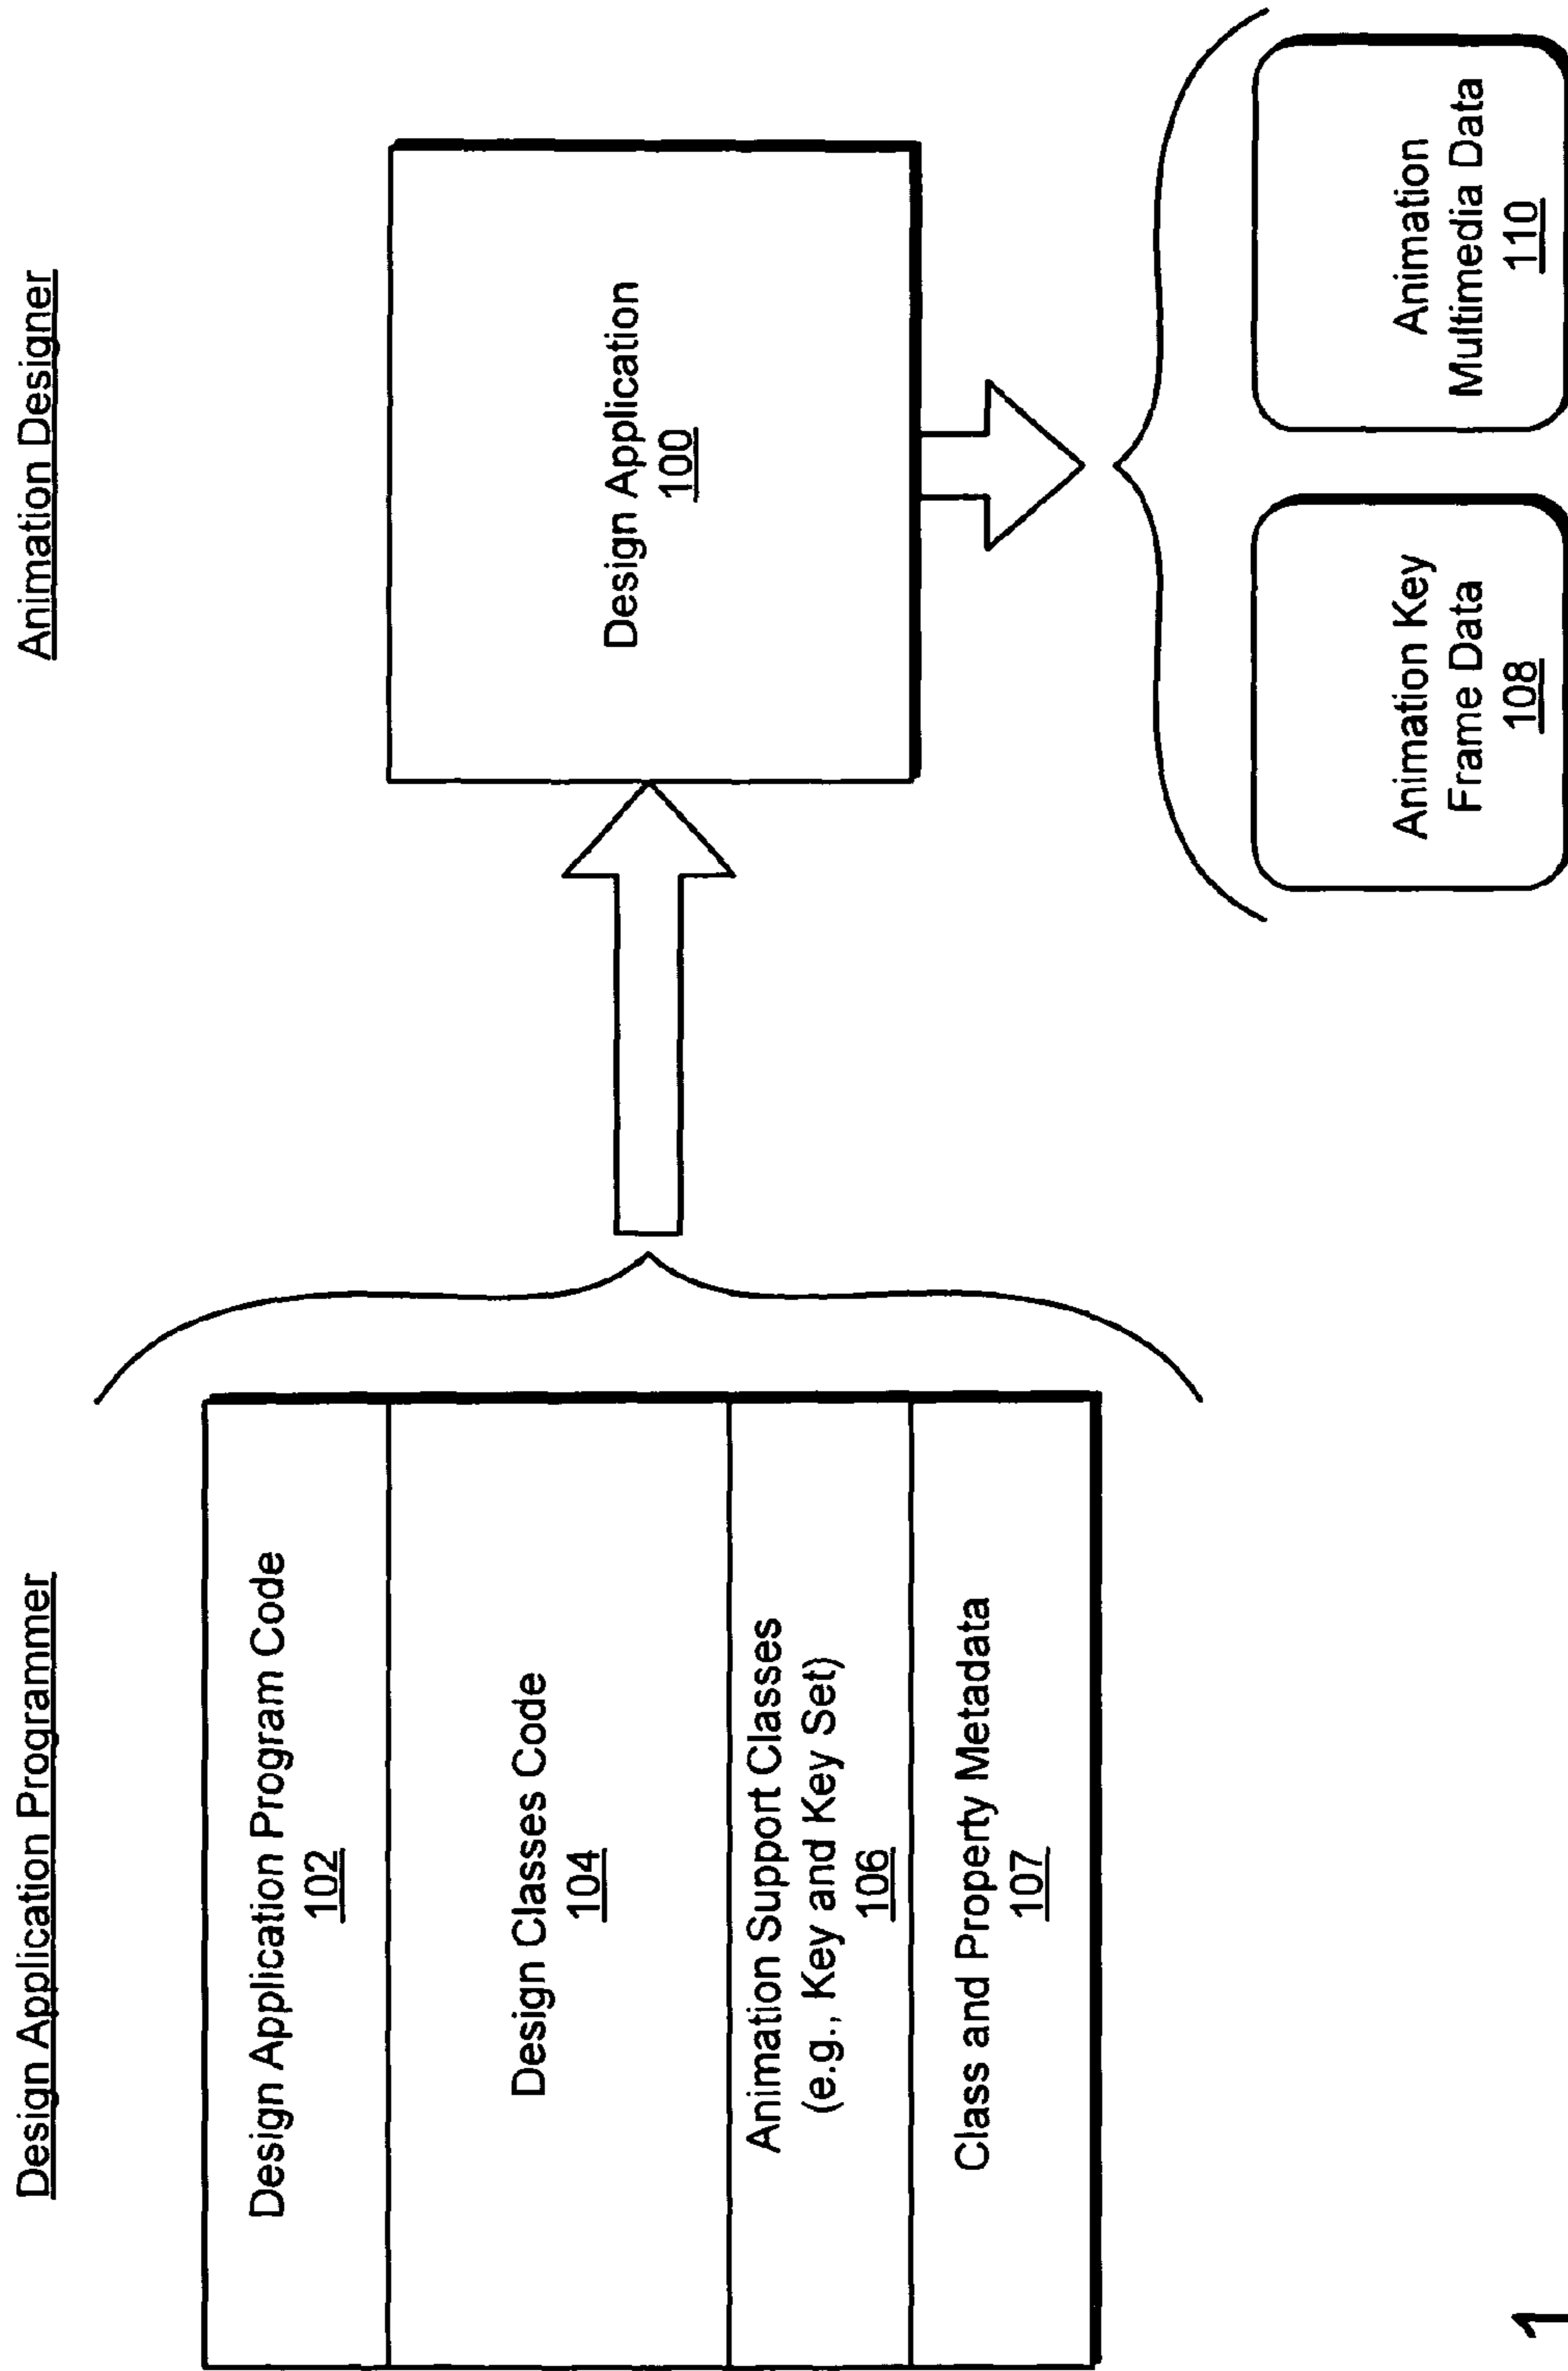 Design Application Programmer
Design Application Program Code
102
Design Classes Code
104
Animation Support Classes
(e.g., Key and Key Set)
106
Class and Property Metadata
107
Animation Designer
Design Application
100
Animation Key
Frame Data
108
Animation
Multimedia Data
110
1